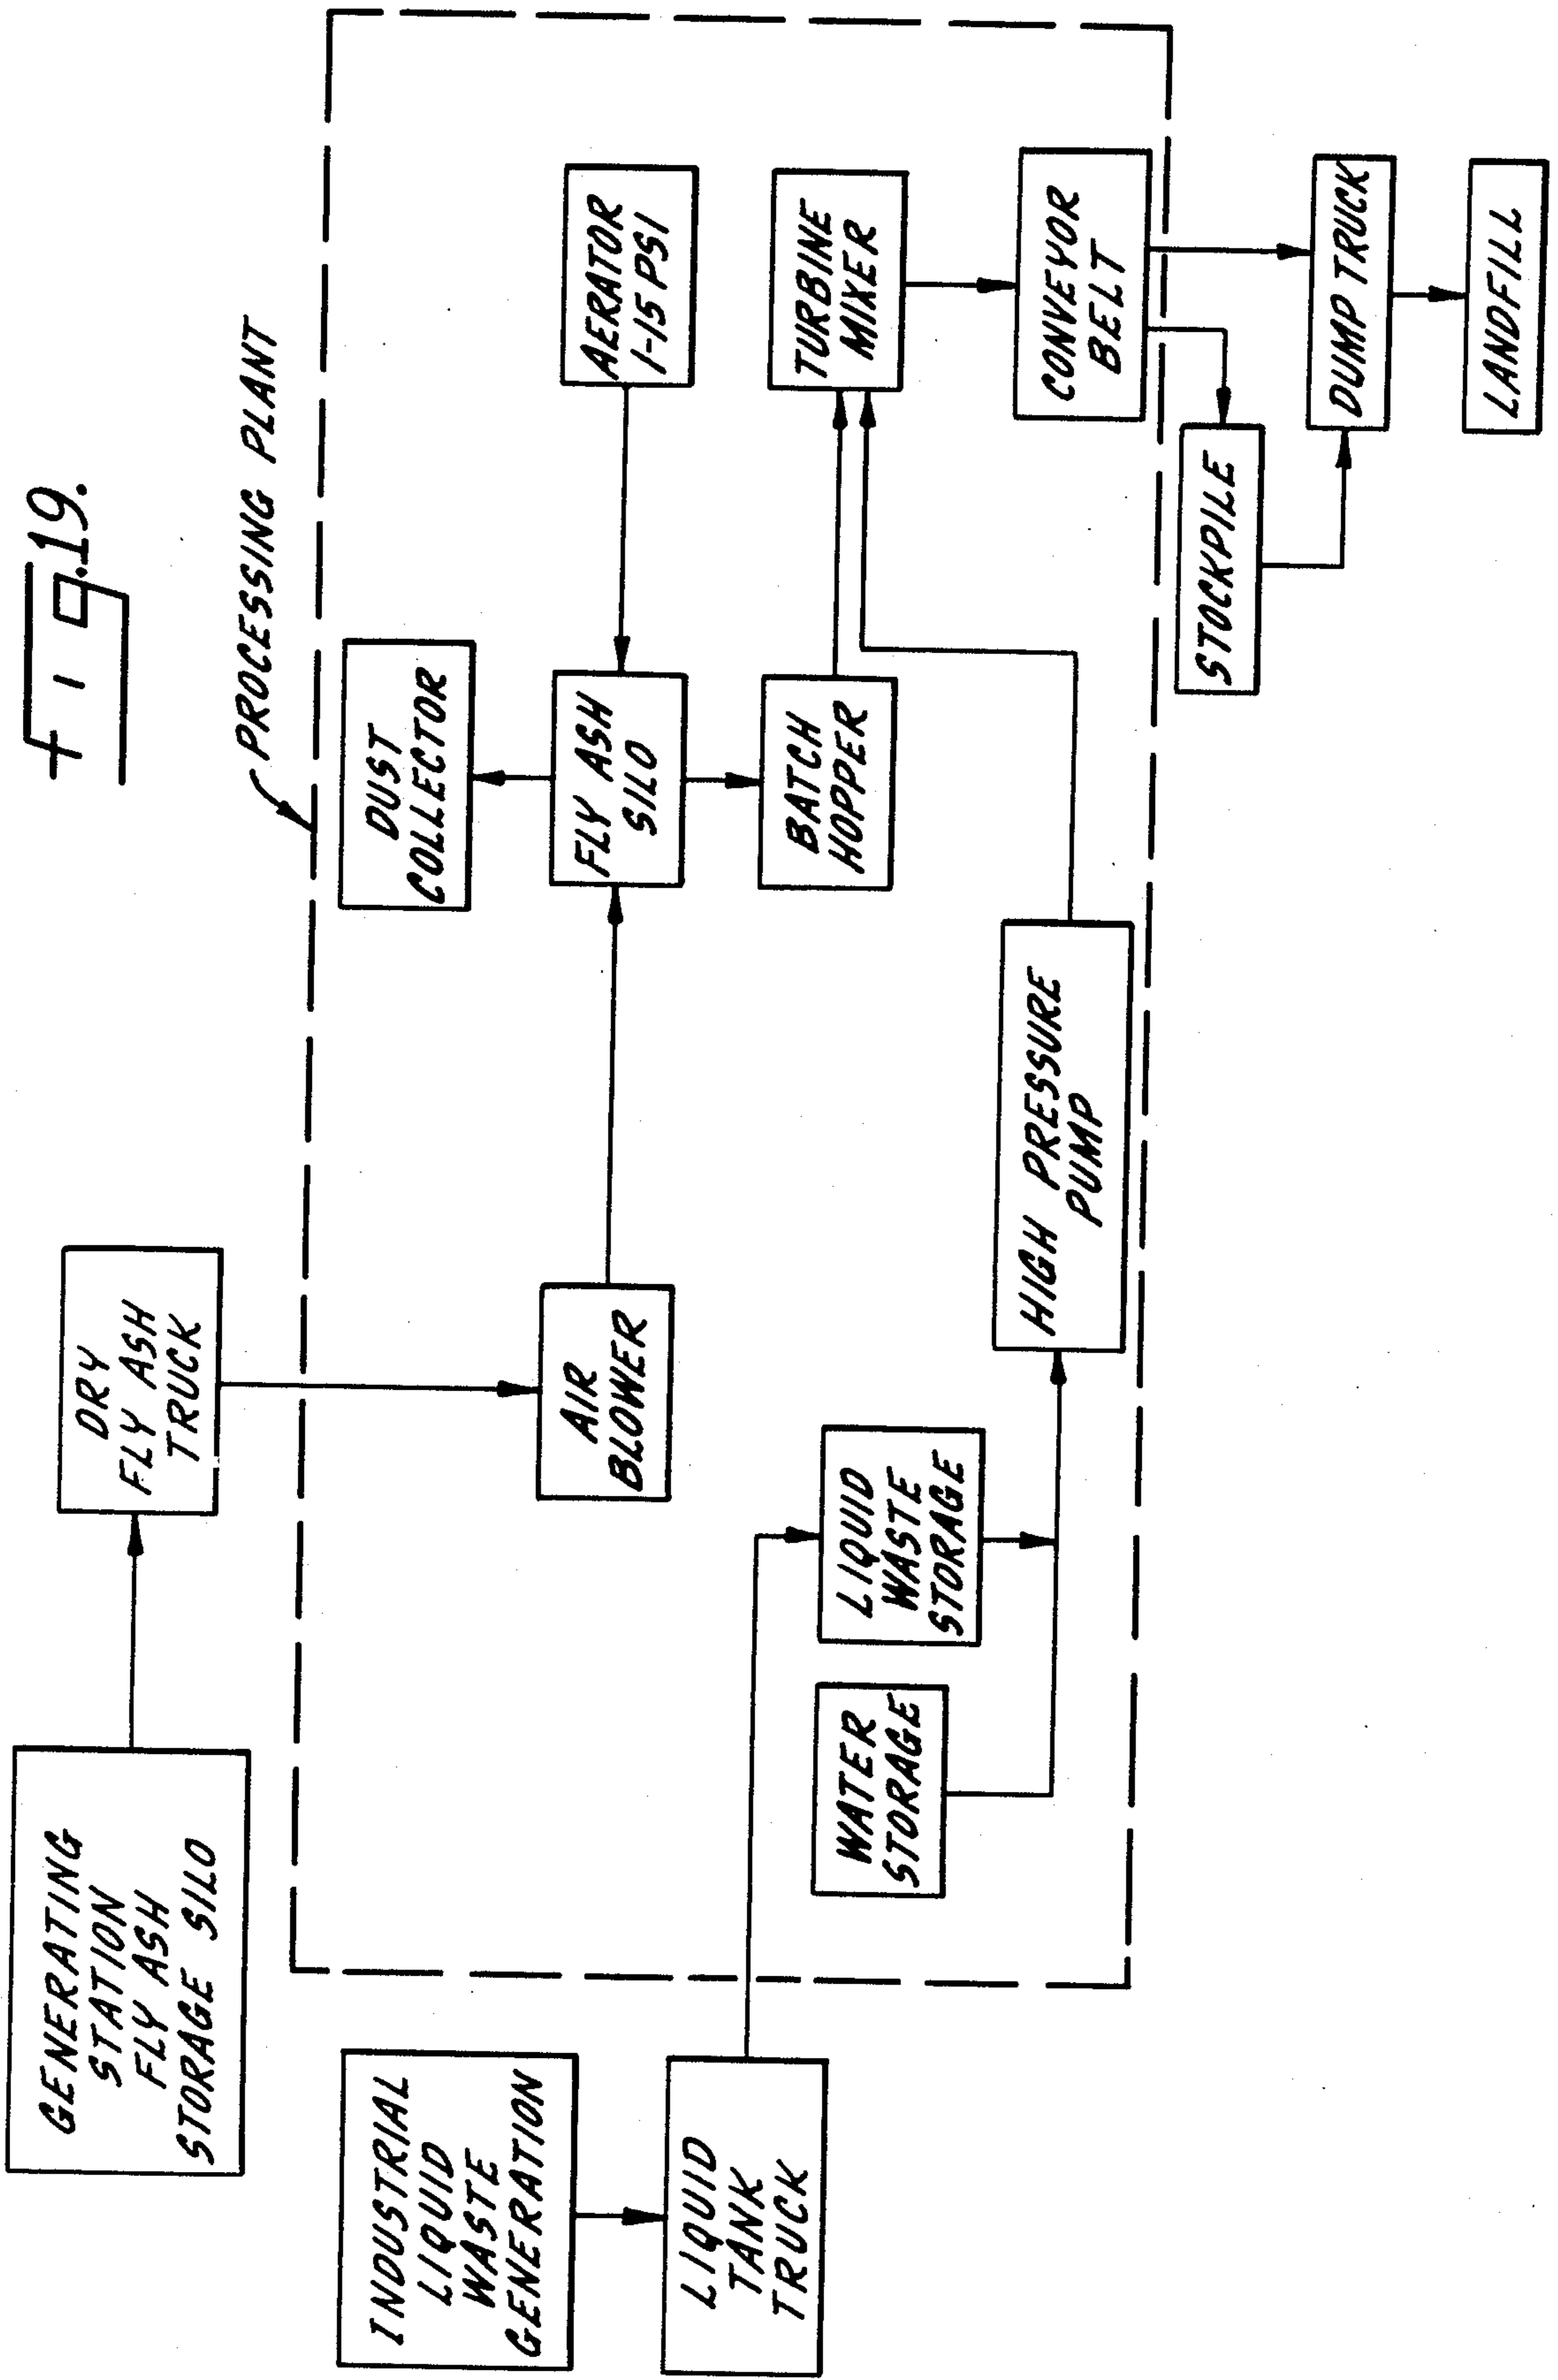 Fig.19.
PROCESSING PLANT
GENERATING
STATION
FLY ASH
STORAGE SILO
DRY
FLY ASH
TRUCK
INDUSTRIAL
LIQUID
WASTE
GENERATION
LIQUID
TANK
TRUCK
AIR
BLOWER
DUST
COLLECTOR
FLY ASH
SILO
AERATOR
1-15 PSI
BATCH
HOPPER
TURBINE
MIXER
WATER
STORAGE
LIQUID
WASTE
STORAGE
HIGH PRESSURE
PUMP
CONVEYOR
BELT
STOCKPILE
DUMP TRUCK
LANDFILL